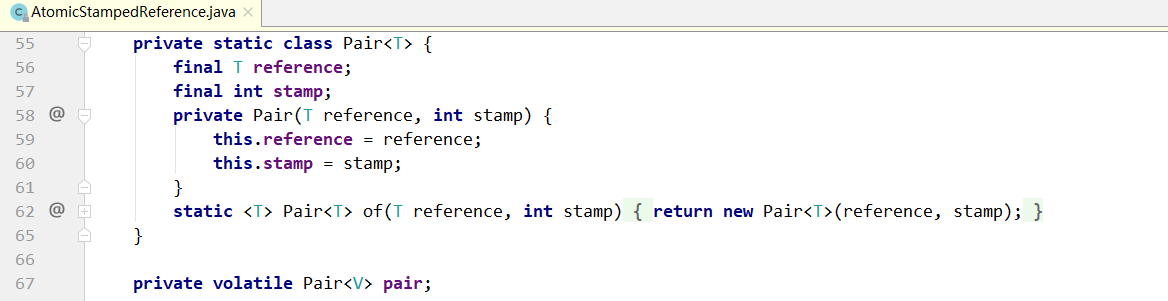 AtomicStampedReference.java
55 private static class Pair<T> {
56 final T reference;
57 final int stamp;
58 @ private Pair(T reference, int stamp) {
59 this.reference = reference;
60 this.stamp = stamp;
61 }
62 @ static <T> Pair<T> of(T reference, int stamp) { return new Pair<T>(reference, stamp); }
65 }
66
67 private volatile Pair<V> pair;